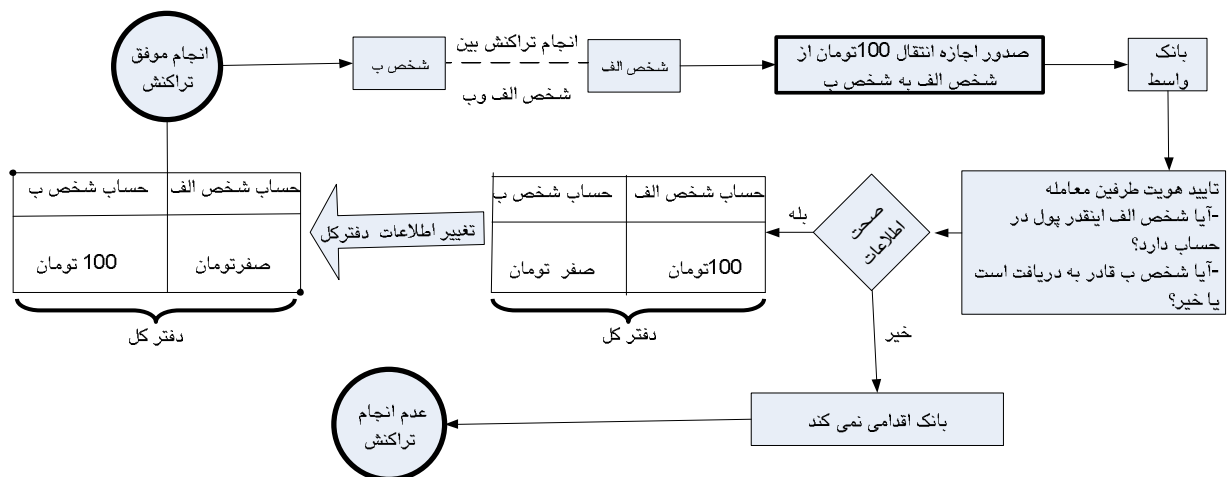 انجام موفق
تراکنش
شخص ب
انجام تراکنش بین
شخص الف وب
شخص الف
صدور اجازه انتقال 100تومان از
شخص الف به شخص ب
بانک
واسط
تایید هویت طرفین معامله
-آیا شخص الف اینقدر پول در
حساب دارد؟
-آیا شخص ب قادر به دریافت است
یا خیر؟
صحت
اطلاعات
بله
خیر
حساب شخص الف
حساب شخص ب
100تومان
صفر تومان
دفتر کل
تغییر اطلاعات دفترکل
حساب شخص الف
حساب شخص ب
صفرتومان
100 تومان
دفتر کل
بانک اقدامی نمی کند
عدم انجام
تراکنش